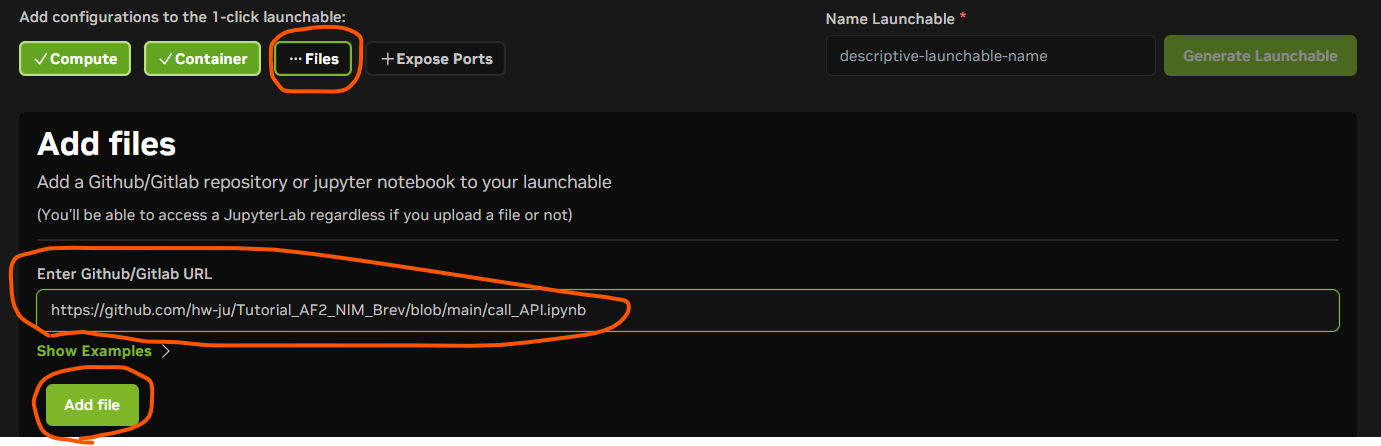 Add configurations to the 1-click launchable:
Name Launchable *
✓Compute ✓Container ···Files +Expose Ports
descriptive-launchable-name
Generate Launchable
Add files
Add a Github/Gitlab repository or jupyter notebook to your launchable
(You'll be able to access a JupyterLab regardless if you upload a file or not)
Enter Github/Gitlab URL
https://github.com/hw-ju/Tutorial_AF2_NIM_Brev/blob/main/call_API.ipynb
Show Examples >
Add file